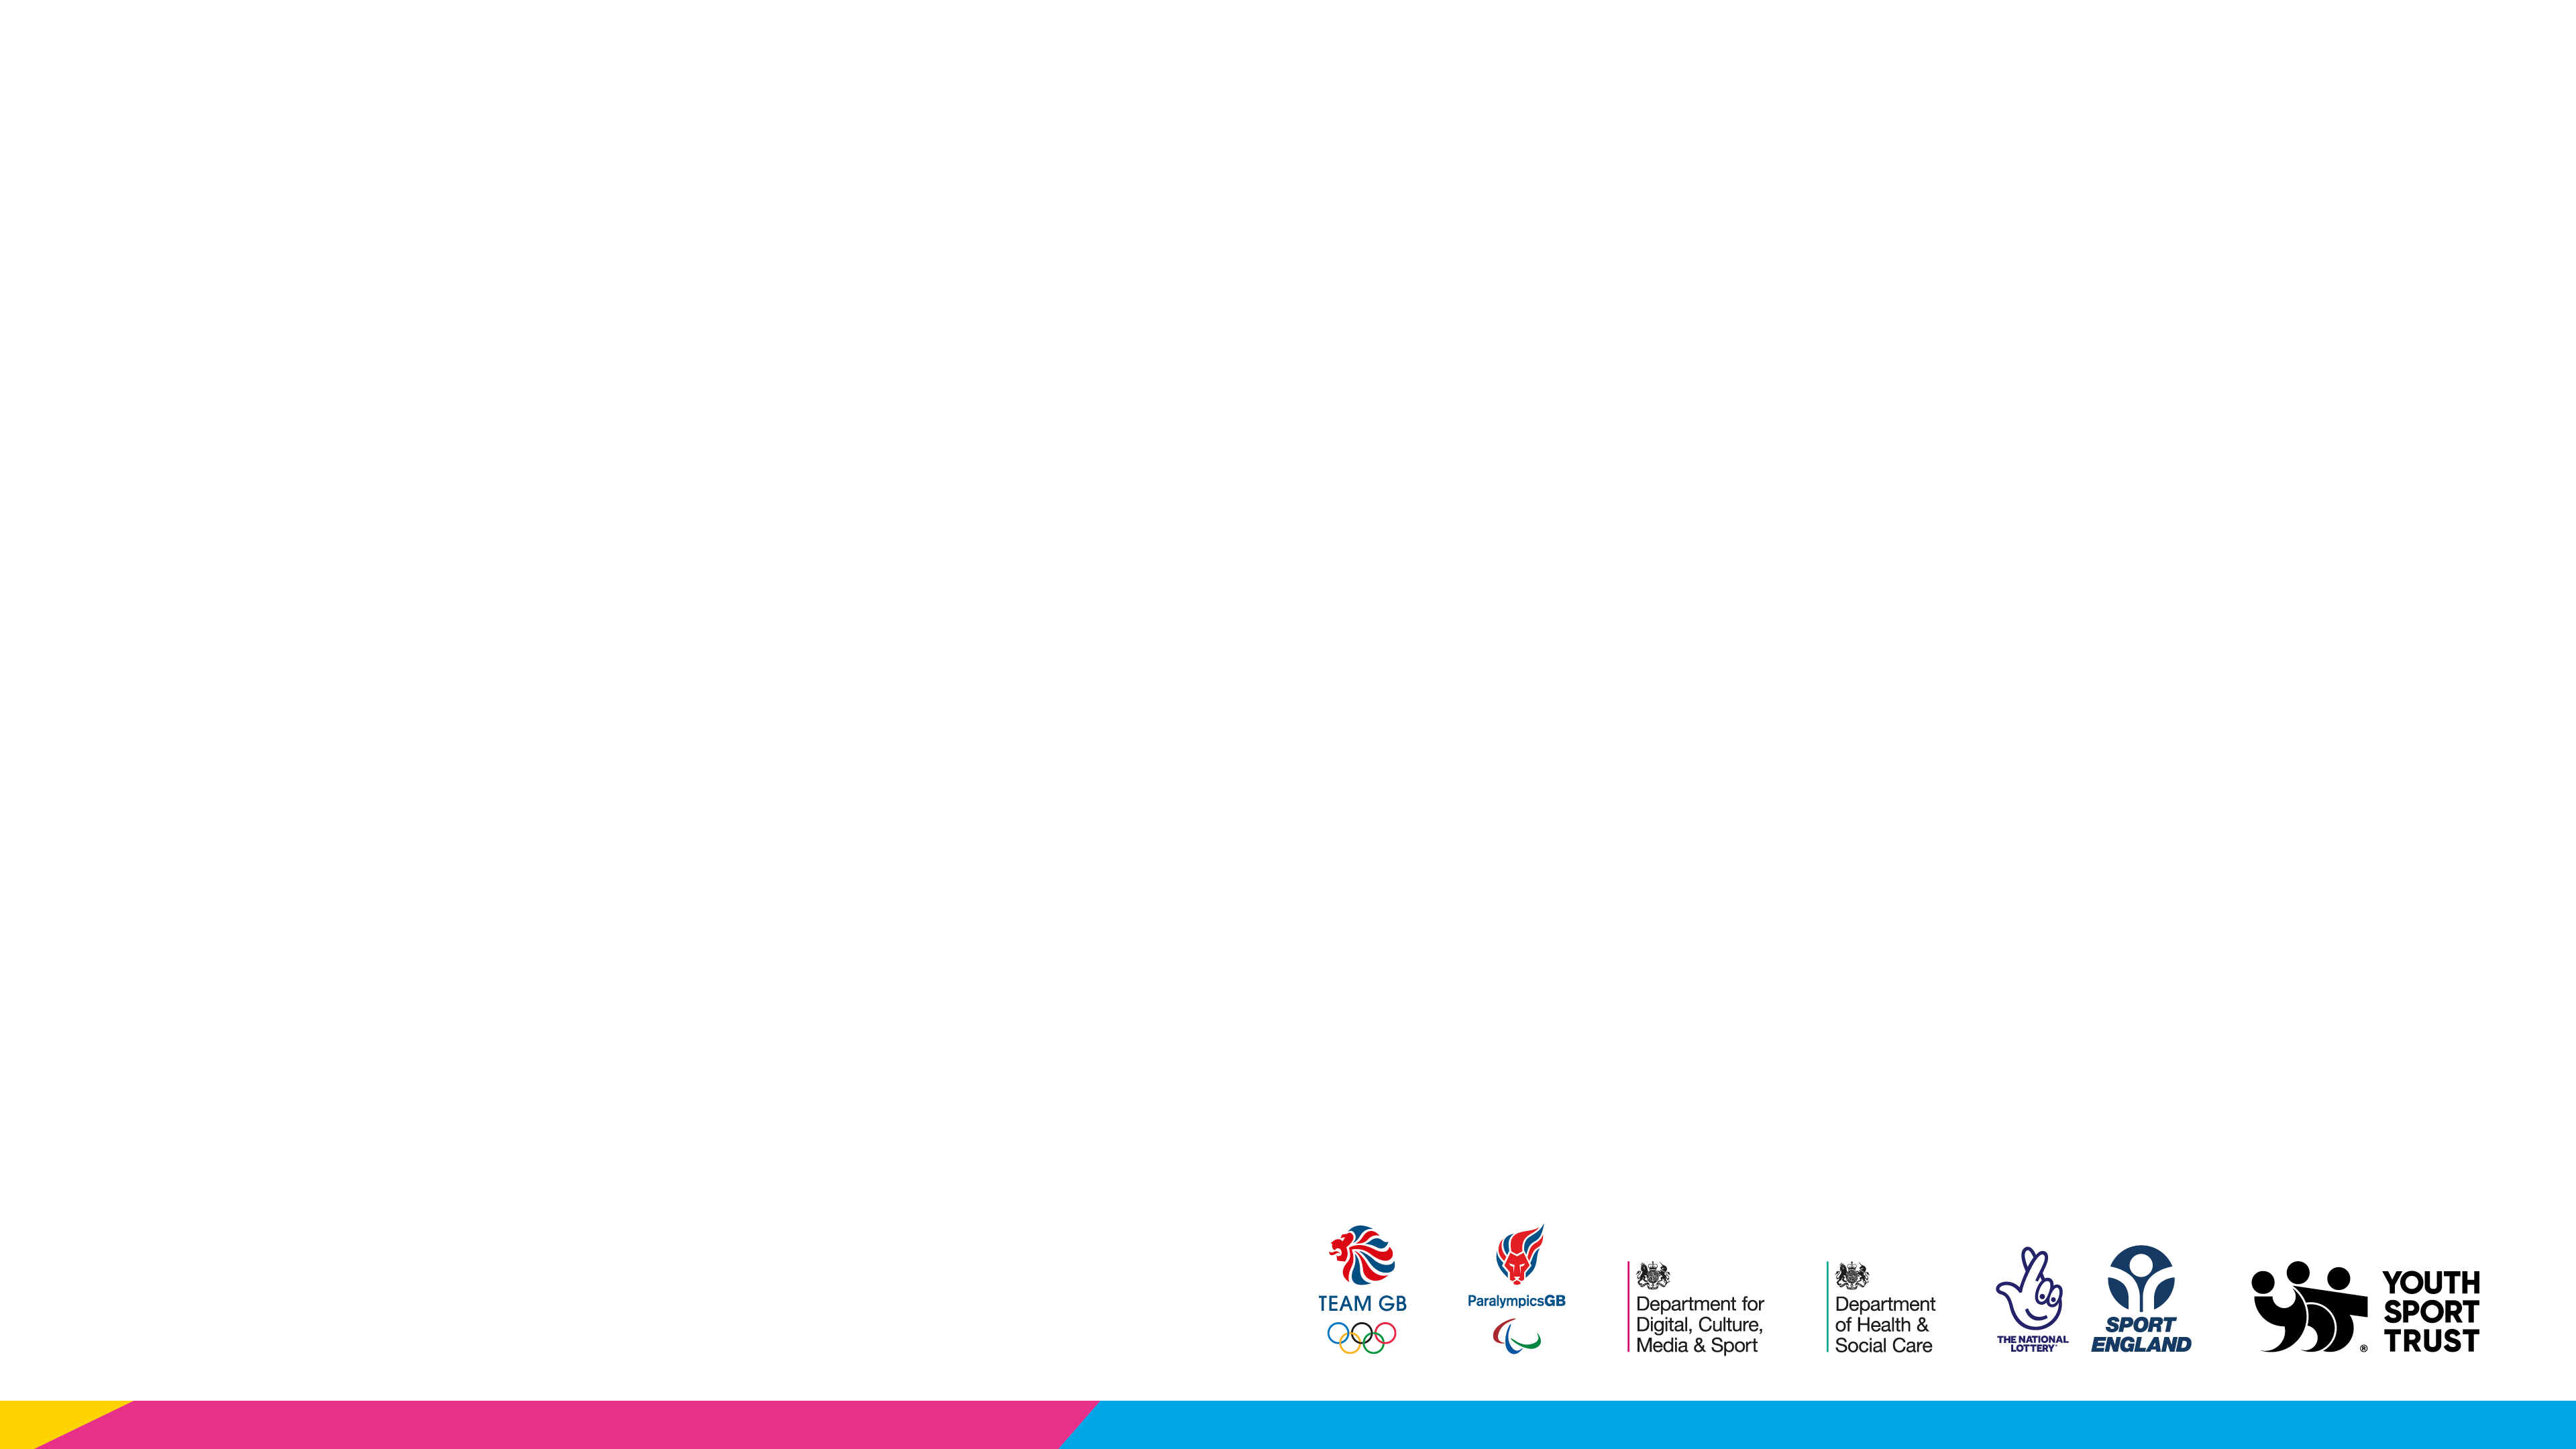 TEAM GB
ParalympicsGB
Department for
Digital, Culture,
Media & Sport
Department
of Health &
Social Care
THE NATIONAL
LOTTERY
SPORT
ENGLAND
®
YOUTH
SPORT
TRUST